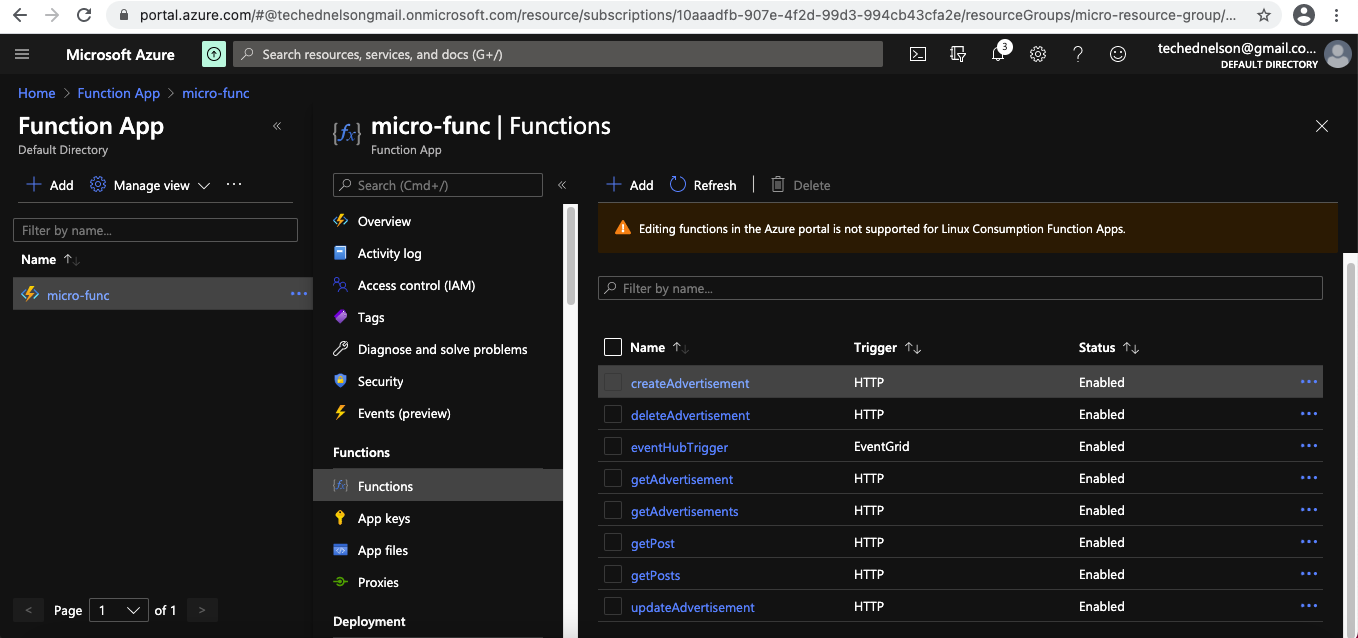 portal.azure.com/#@technednelsongmail.onmicrosoft.com/resource/subscriptions/10aaadfb-907e-4f2d-99d3-994cb43cfa2e/resourceGroups/micro-resource-group/...
Microsoft Azure
Search resources, services, and docs (G+/)
3
techednelson@gmail.co...
DEFAULT DIRECTORY
Home > Function App > micro-func
Function App
Default Directory
«
+ Add
Manage view
...
Filter by name...
Name ↑↓
micro-func ...
< Page 1 of 1 >
{fx} micro-func | Functions
Function App
Search (Cmd+/)
«
Overview
Activity log
Access control (IAM)
Tags
Diagnose and solve problems
Security
Events (preview)
Functions
Functions
App keys
App files
Proxies
Deployment
+ Add Refresh | Delete
Editing functions in the Azure portal is not supported for Linux Consumption Function Apps.
Filter by name...
Name ↑↓ Trigger ↑↓ Status ↑↓
createAdvertisement HTTP Enabled ...
deleteAdvertisement HTTP Enabled ...
eventHubTrigger EventGrid Enabled ...
getAdvertisement HTTP Enabled ...
getAdvertisements HTTP Enabled ...
getPost HTTP Enabled ...
getPosts HTTP Enabled ...
updateAdvertisement HTTP Enabled ...